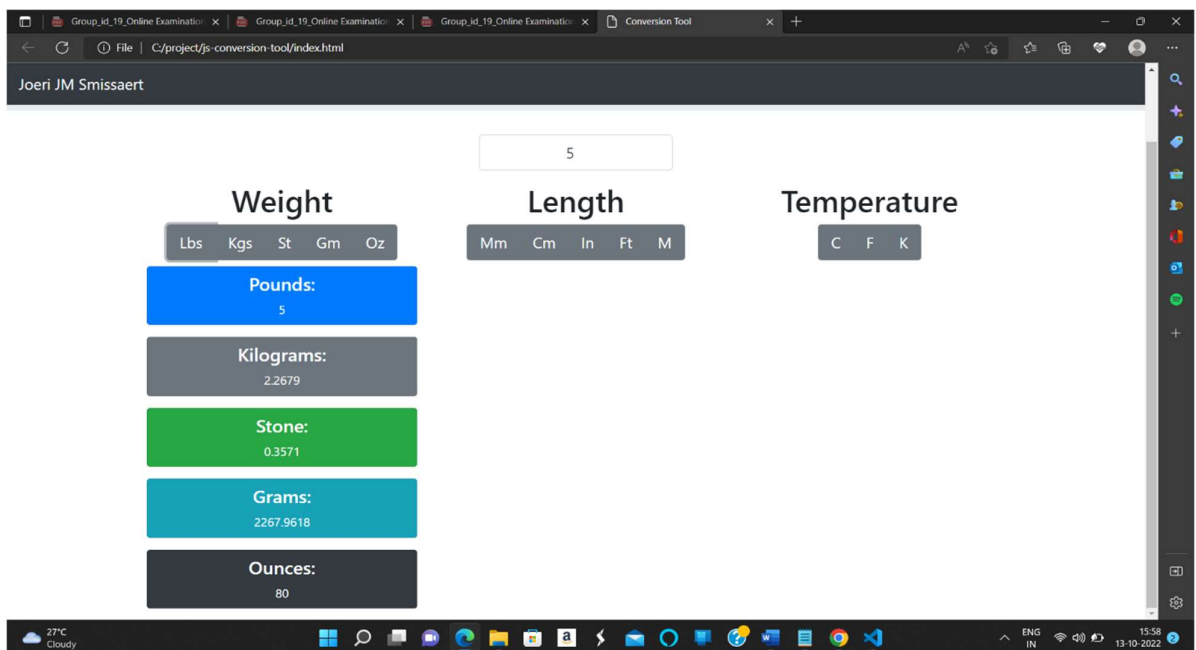 Group_id_19_Online Examination
Group_id_19_Online Examination
Group_id_19_Online Examination
Conversion Tool
File
C:/project/js-conversion-tool/index.html
Joeri JM Smissaert
5
Weight
Length
Temperature
Lbs Kgs St Gm Oz
Mm Cm In Ft M
C F K
Pounds:
5
Kilograms:
2.2679
Stone:
0.3571
Grams:
2267.9618
Ounces:
80
27°C
Cloudy
ENG
IN
15:58
13-10-2022
2